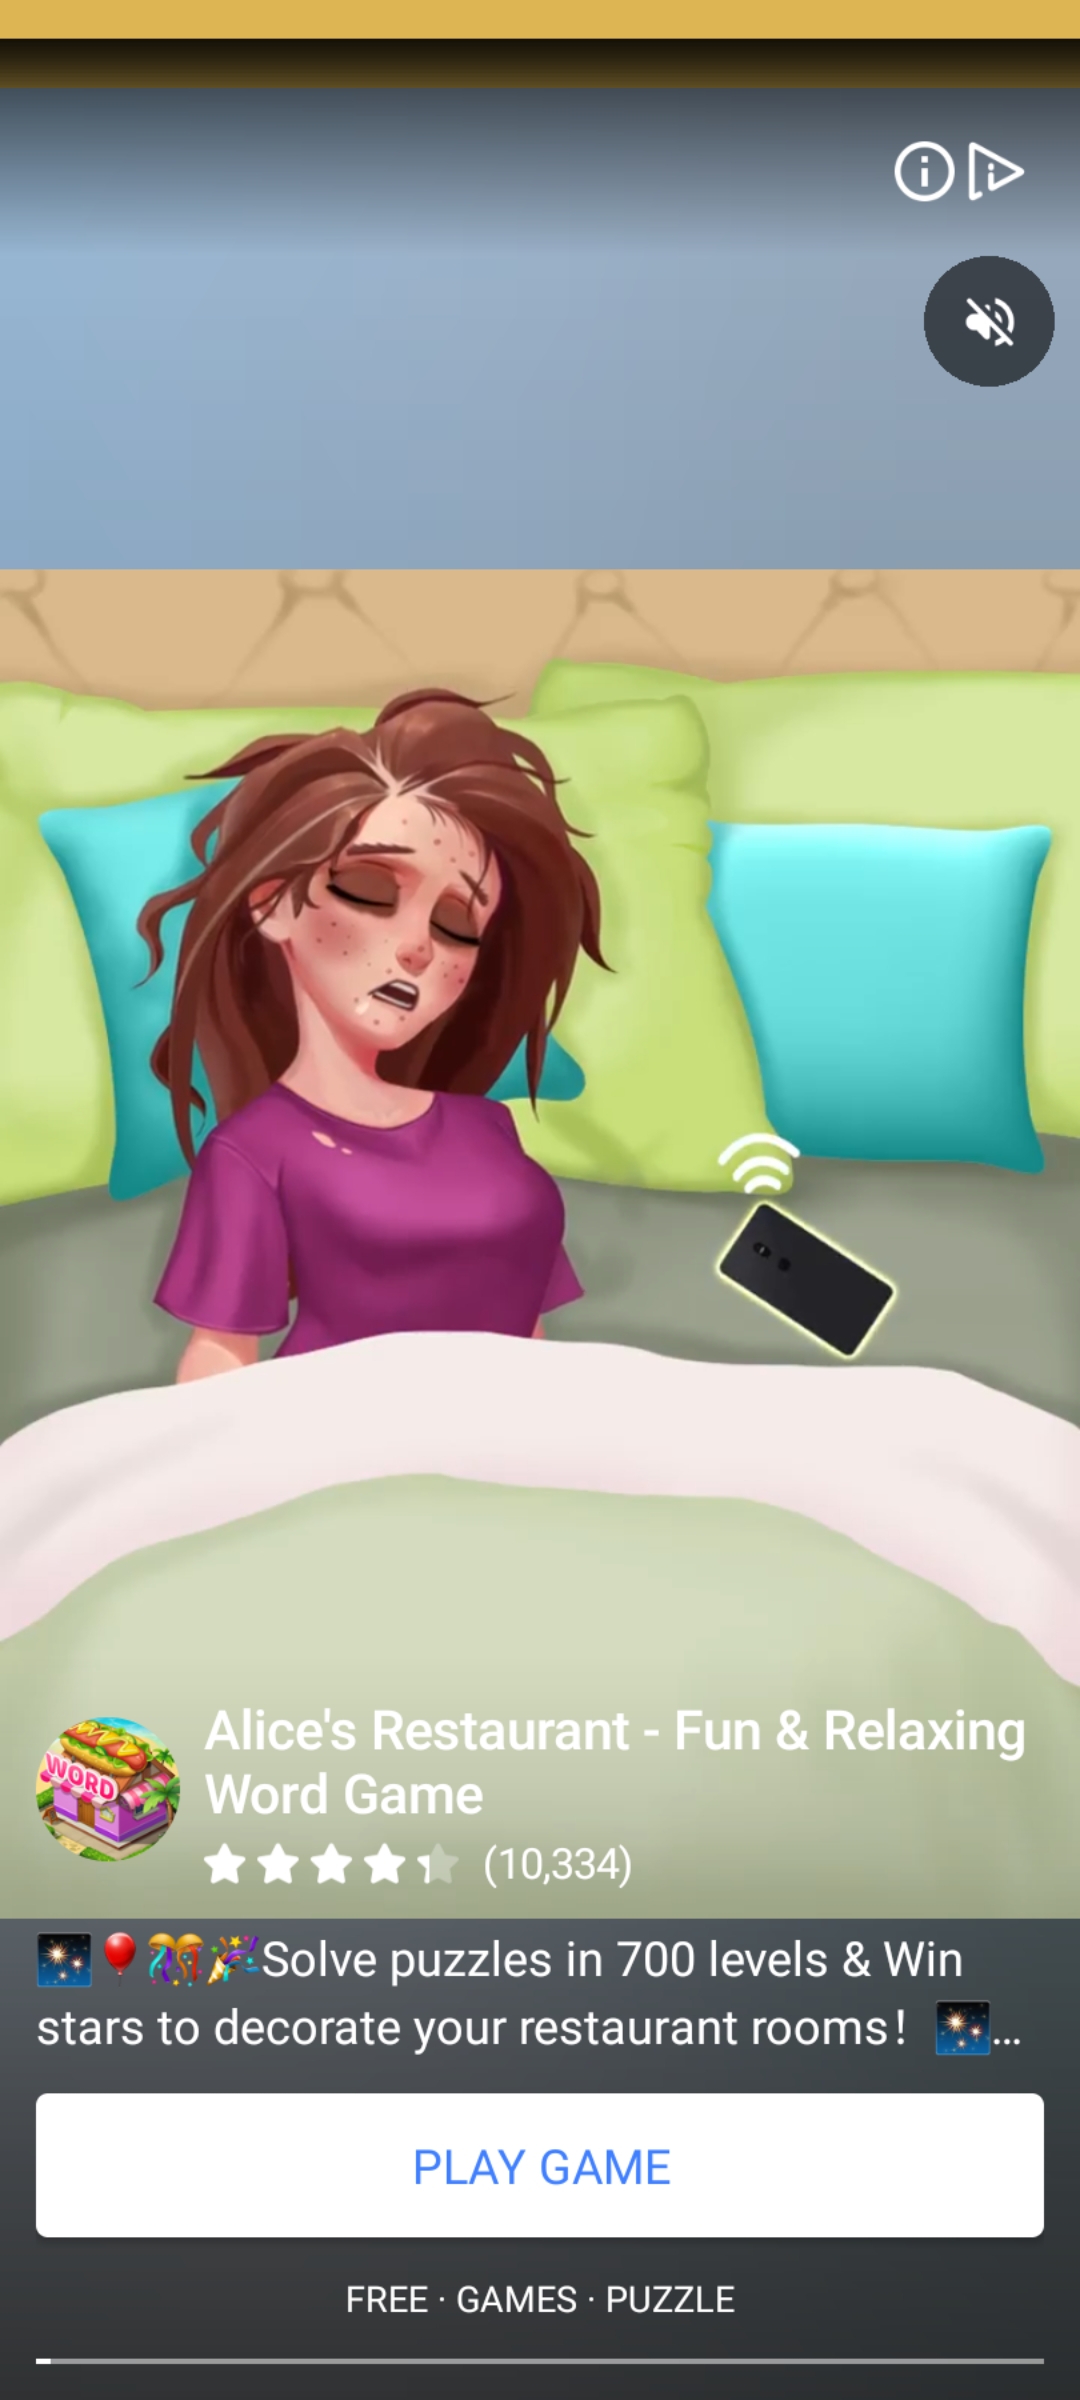 WORD
Alice's Restaurant - Fun & Relaxing
Word Game
(10,334)
🎇🎈🎊🎉Solve puzzles in 700 levels & Win
stars to decorate your restaurant rooms! 🎇...
PLAY GAME
FREE · GAMES · PUZZLE